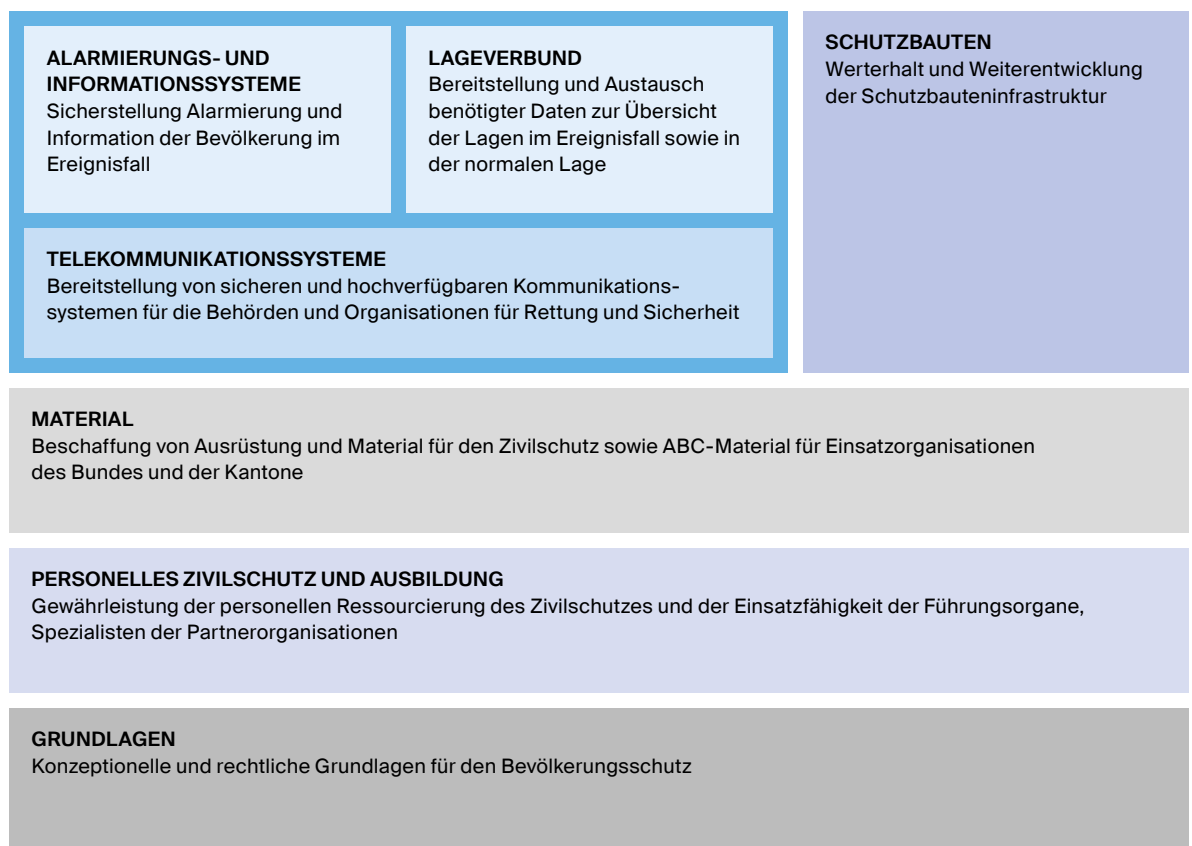 ALARMIERUNGS- UND
INFORMATIONSSYSTEME
Sicherstellung Alarmierung und
Information der Bevölkerung im
Ereignisfall
LAGEVERBUND
Bereitstellung und Austausch
benötigter Daten zur Übersicht
der Lagen im Ereignisfall sowie in
der normalen Lage
SCHUTZBAUTEN
Werterhalt und Weiterentwicklung
der Schutzbauteninfrastruktur
TELEKOMMUNIKATIONSSYSTEME
Bereitstellung von sicheren und hochverfügbaren Kommunikations-
systemen für die Behörden und Organisationen für Rettung und Sicherheit
MATERIAL
Beschaffung von Ausrüstung und Material für den Zivilschutz sowie ABC-Material für Einsatzorganisationen
des Bundes und der Kantone
PERSONELLES ZIVILSCHUTZ UND AUSBILDUNG
Gewährleistung der personellen Ressourcierung des Zivilschutzes und der Einsatzfähigkeit der Führungsorgane,
Spezialisten der Partnerorganisationen
GRUNDLAGEN
Konzeptionelle und rechtliche Grundlagen für den Bevölkerungsschutz